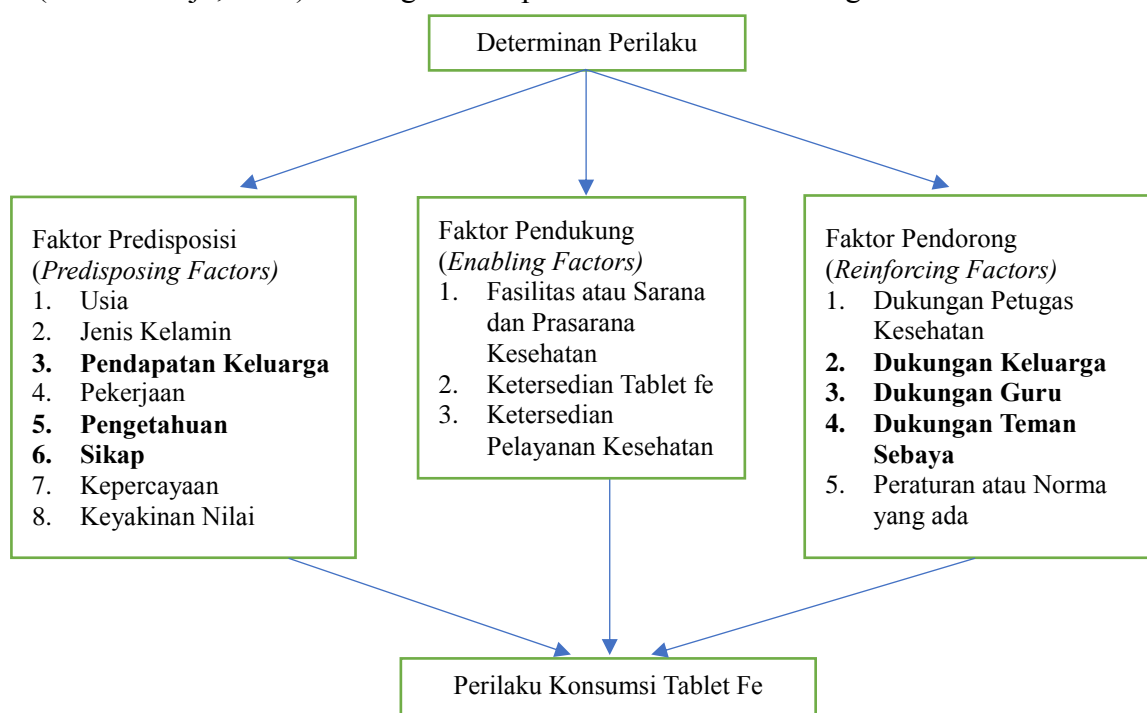 Determinan Perilaku
Faktor Predisposisi
(Predisposing Factors)
1. Usia
2. Jenis Kelamin
3. Pendapatan Keluarga
4. Pekerjaan
5. Pengetahuan
6. Sikap
7. Kepercayaan
8. Keyakinan Nilai
Faktor Pendukung
(Enabling Factors)
1. Fasilitas atau Sarana
dan Prasarana
Kesehatan
2. Ketersedian Tablet fe
3. Ketersedian
Pelayanan Kesehatan
Faktor Pendorong
(Reinforcing Factors)
1. Dukungan Petugas
Kesehatan
2. Dukungan Keluarga
3. Dukungan Guru
4. Dukungan Teman
Sebaya
5. Peraturan atau Norma
yang ada
Perilaku Konsumsi Tablet Fe